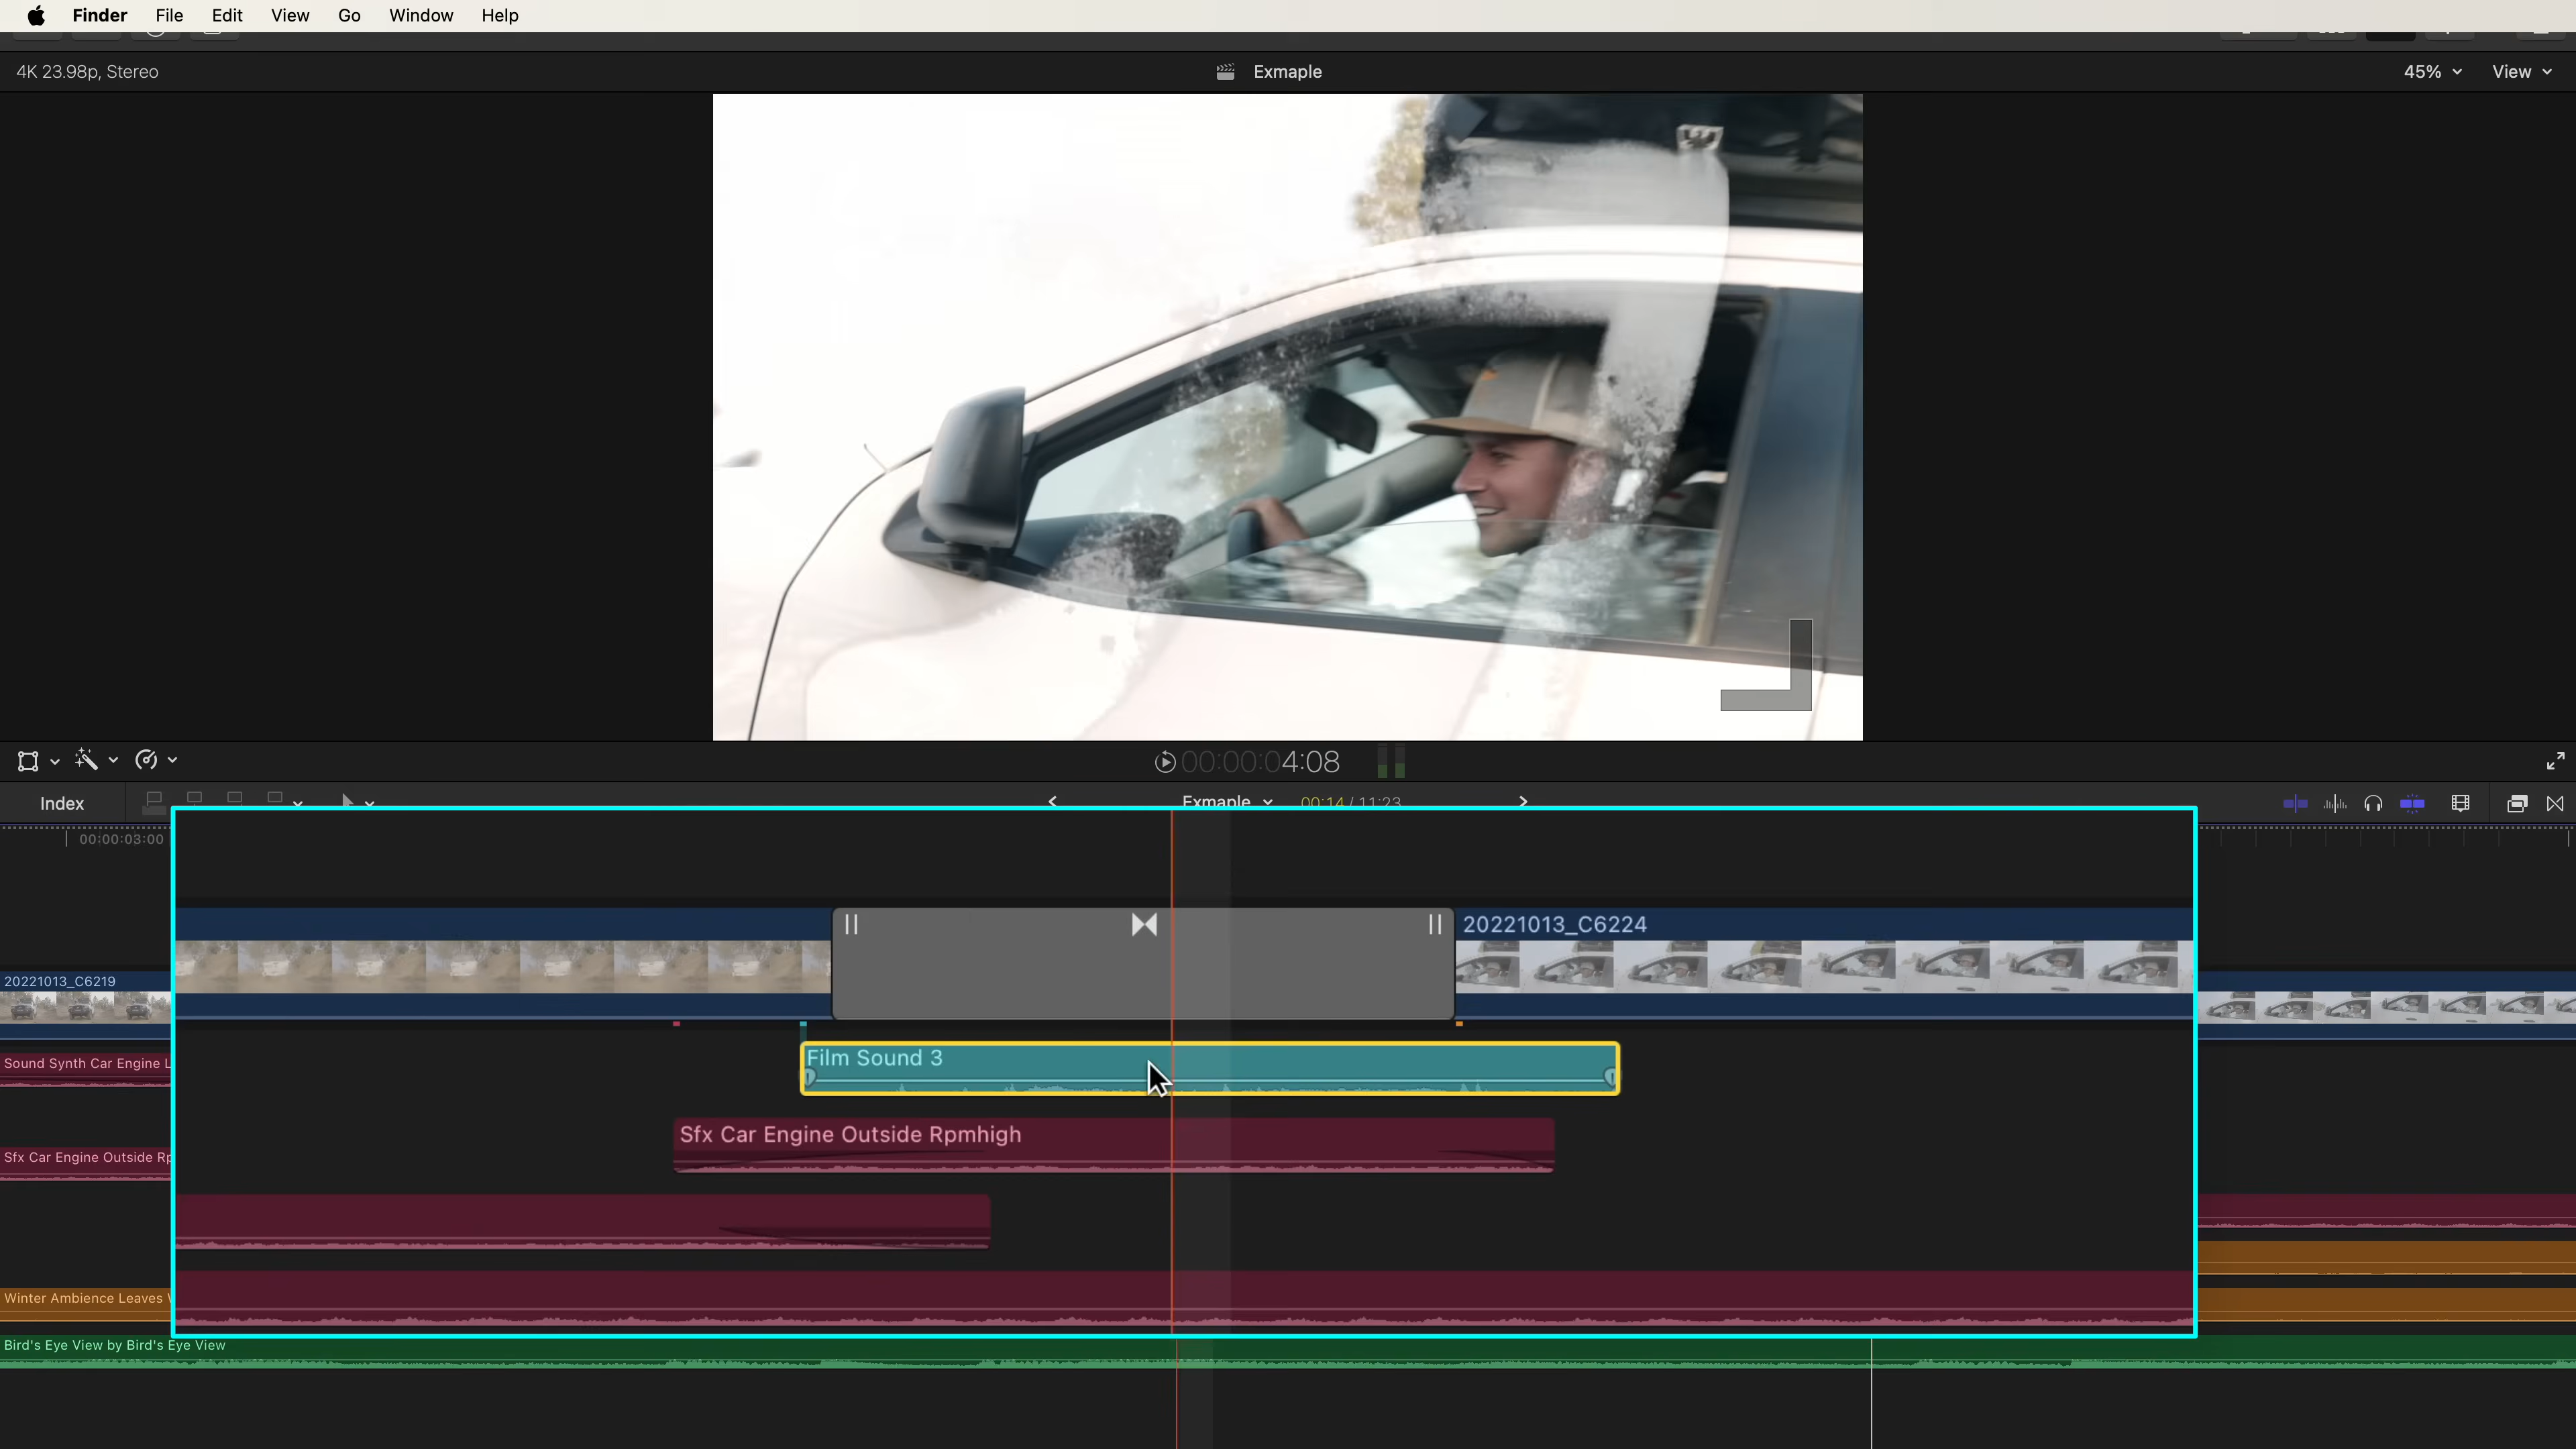 Finder File Edit View Go Window Help
4K 23.98p, Stereo
Exmaple
45%
View
00:00:04:08
Index
Exmaple
00:14 / 11:23
00:00:03:00
20221013_C6224
20221013_C6219
Film Sound 3
Sound Synth Car Engine L
Sfx Car Engine Outside Rpmhigh
Sfx Car Engine Outside Rp
Winter Ambience Leaves
Bird's Eye View by Bird's Eye View